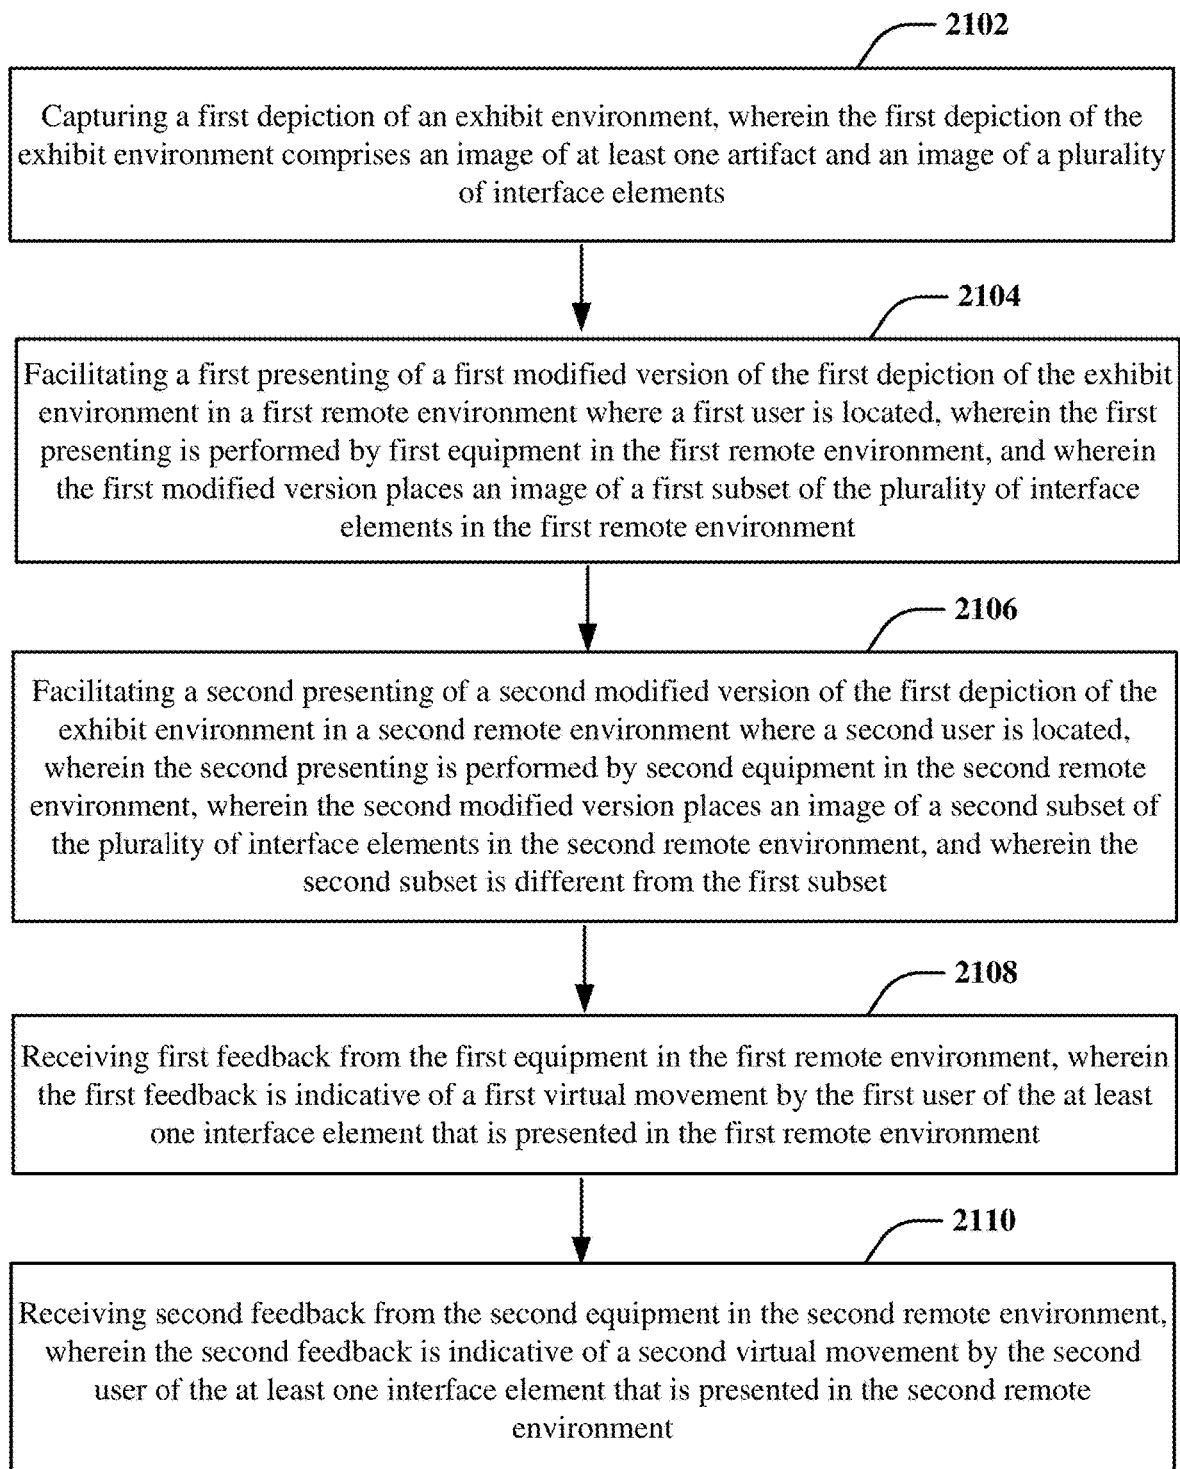 2102
Capturing a first depiction of an exhibit environment, wherein the first depiction of the
exhibit environment comprises an image of at least one artifact and an image of a plurality
of interface elements
2104
Facilitating a first presenting of a first modified version of the first depiction of the exhibit
environment in a first remote environment where a first user is located, wherein the first
presenting is performed by first equipment in the first remote environment, and wherein
the first modified version places an image of a first subset of the plurality of interface
elements in the first remote environment
2106
Facilitating a second presenting of a second modified version of the first depiction of the
exhibit environment in a second remote environment where a second user is located,
wherein the second presenting is performed by second equipment in the second remote
environment, wherein the second modified version places an image of a second subset of
the plurality of interface elements in the second remote environment, and wherein the
second subset is different from the first subset
2108
Receiving first feedback from the first equipment in the first remote environment, wherein
the first feedback is indicative of a first virtual movement by the first user of the at least
one interface element that is presented in the first remote environment
2110
Receiving second feedback from the second equipment in the second remote environment,
wherein the second feedback is indicative of a second virtual movement by the second
user of the at least one interface element that is presented in the second remote
environment